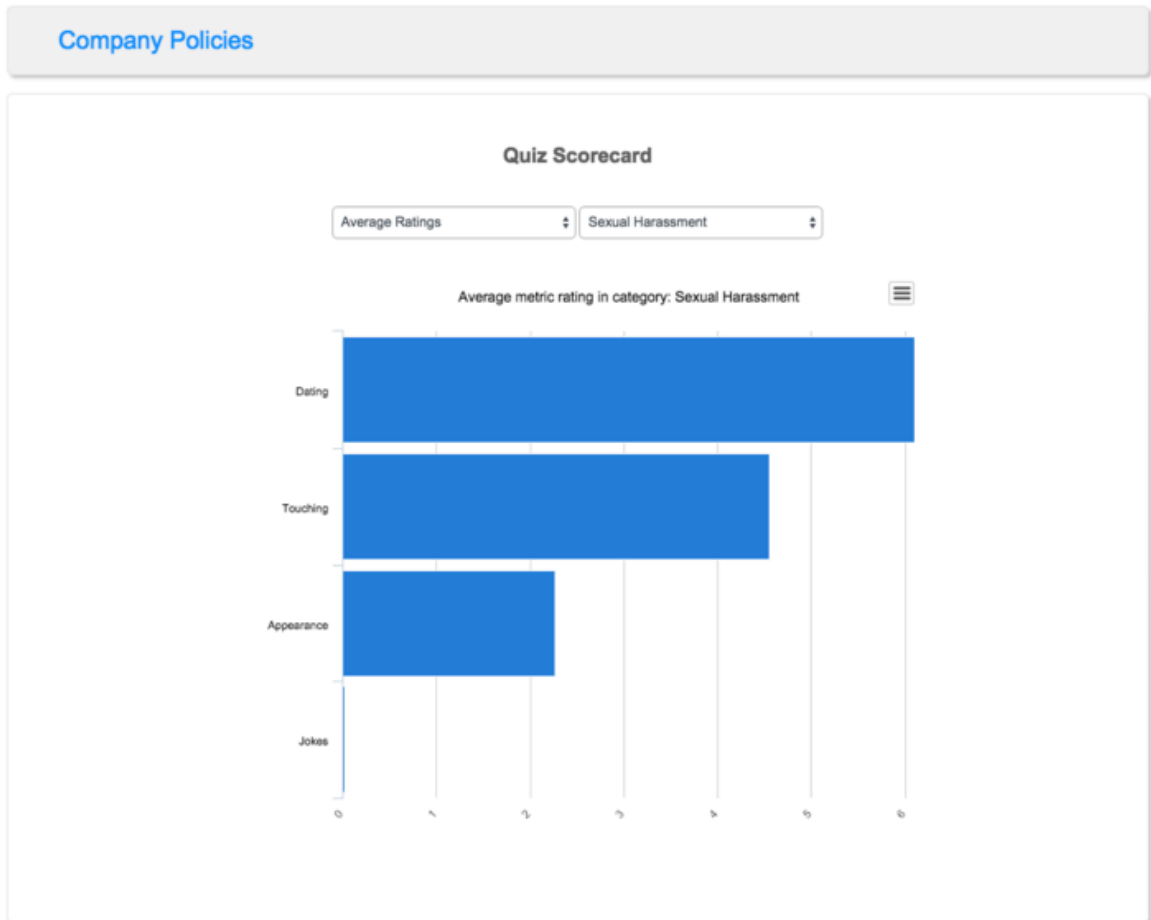 Company Policies
Quiz Scorecard
Average Ratings
Sexual Harassment
Average metric rating in category: Sexual Harassment
Dating
Touching
Appearance
Jokes
0 1 2 3 4 5 6